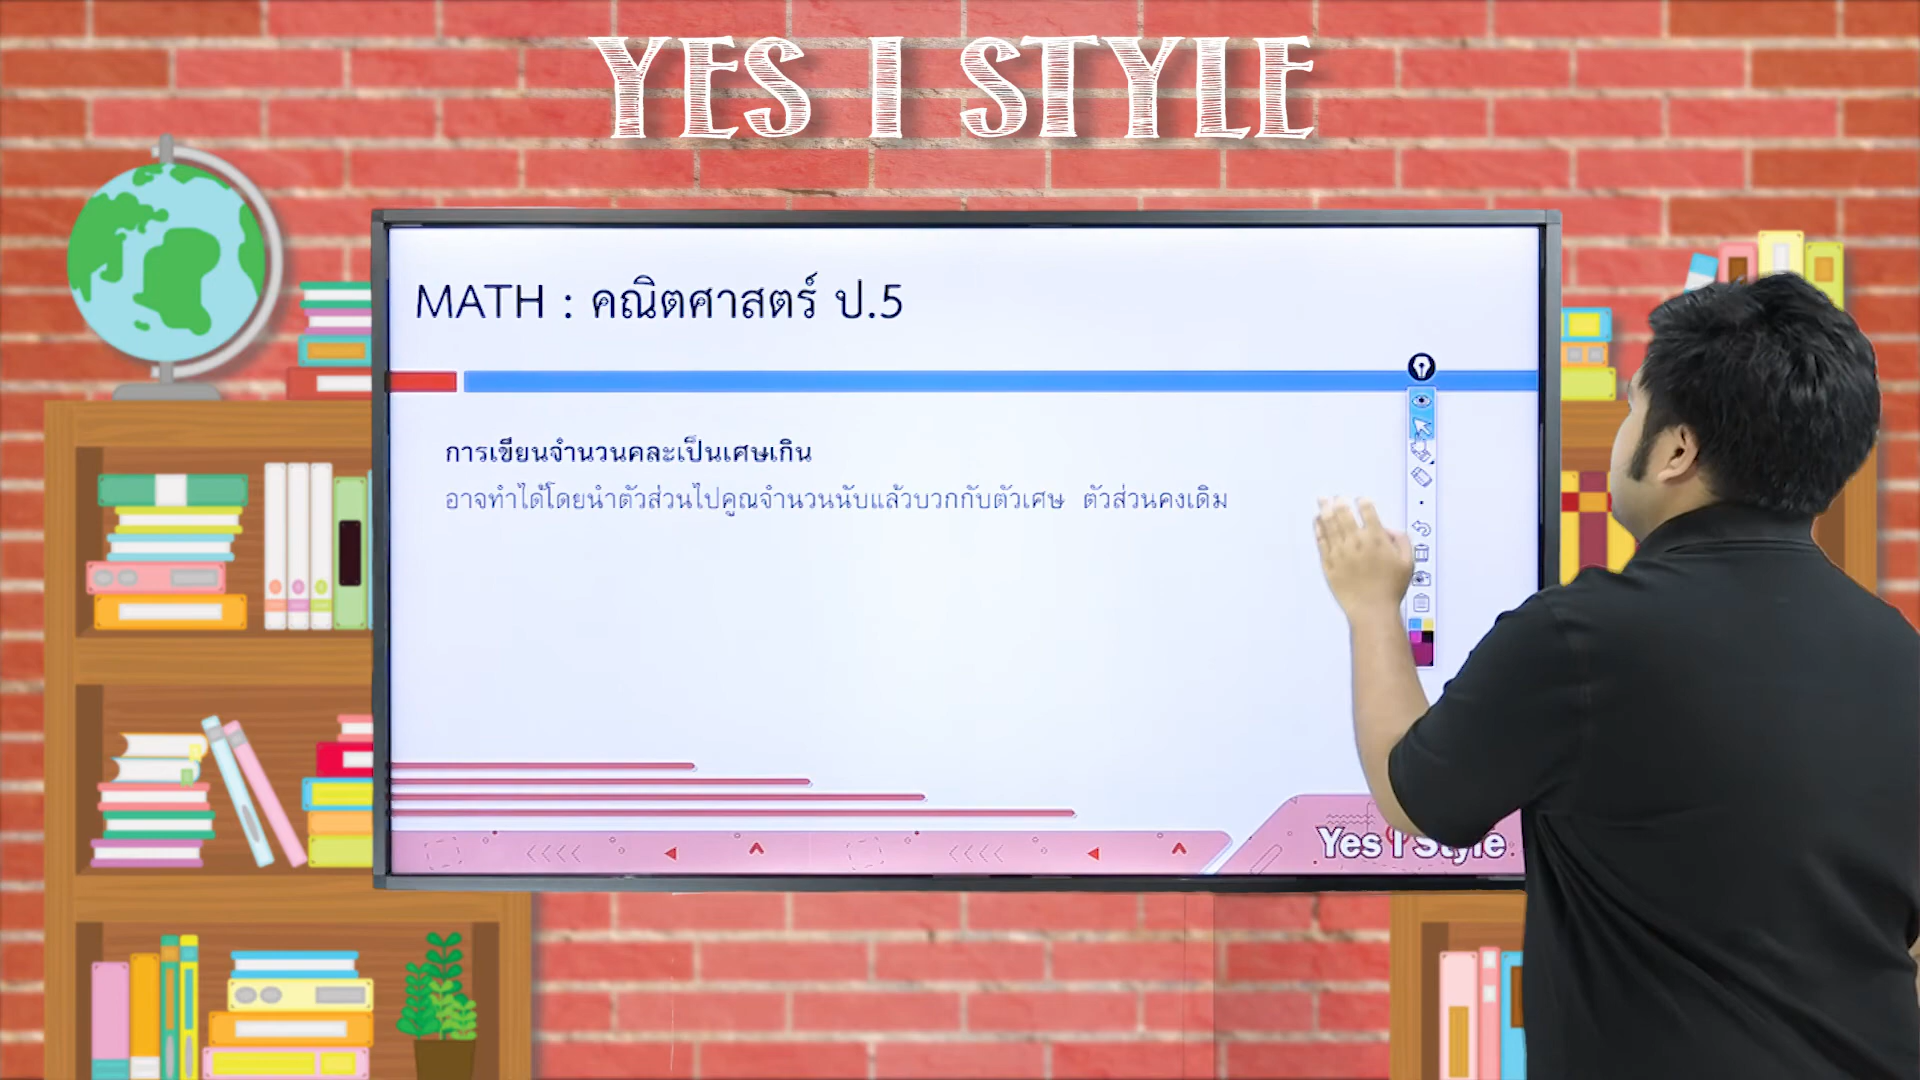 YES I STYLE
MATH : คณิตศาสตร์ ป.5
การเขียนจำนวนคละเป็นเศษเกิน
อาจทำได้โดยนำตัวส่วนไปคูณจำนวนนับแล้วบวกกับตัวเศษ ตัวส่วนคงเดิม
Yes I Style